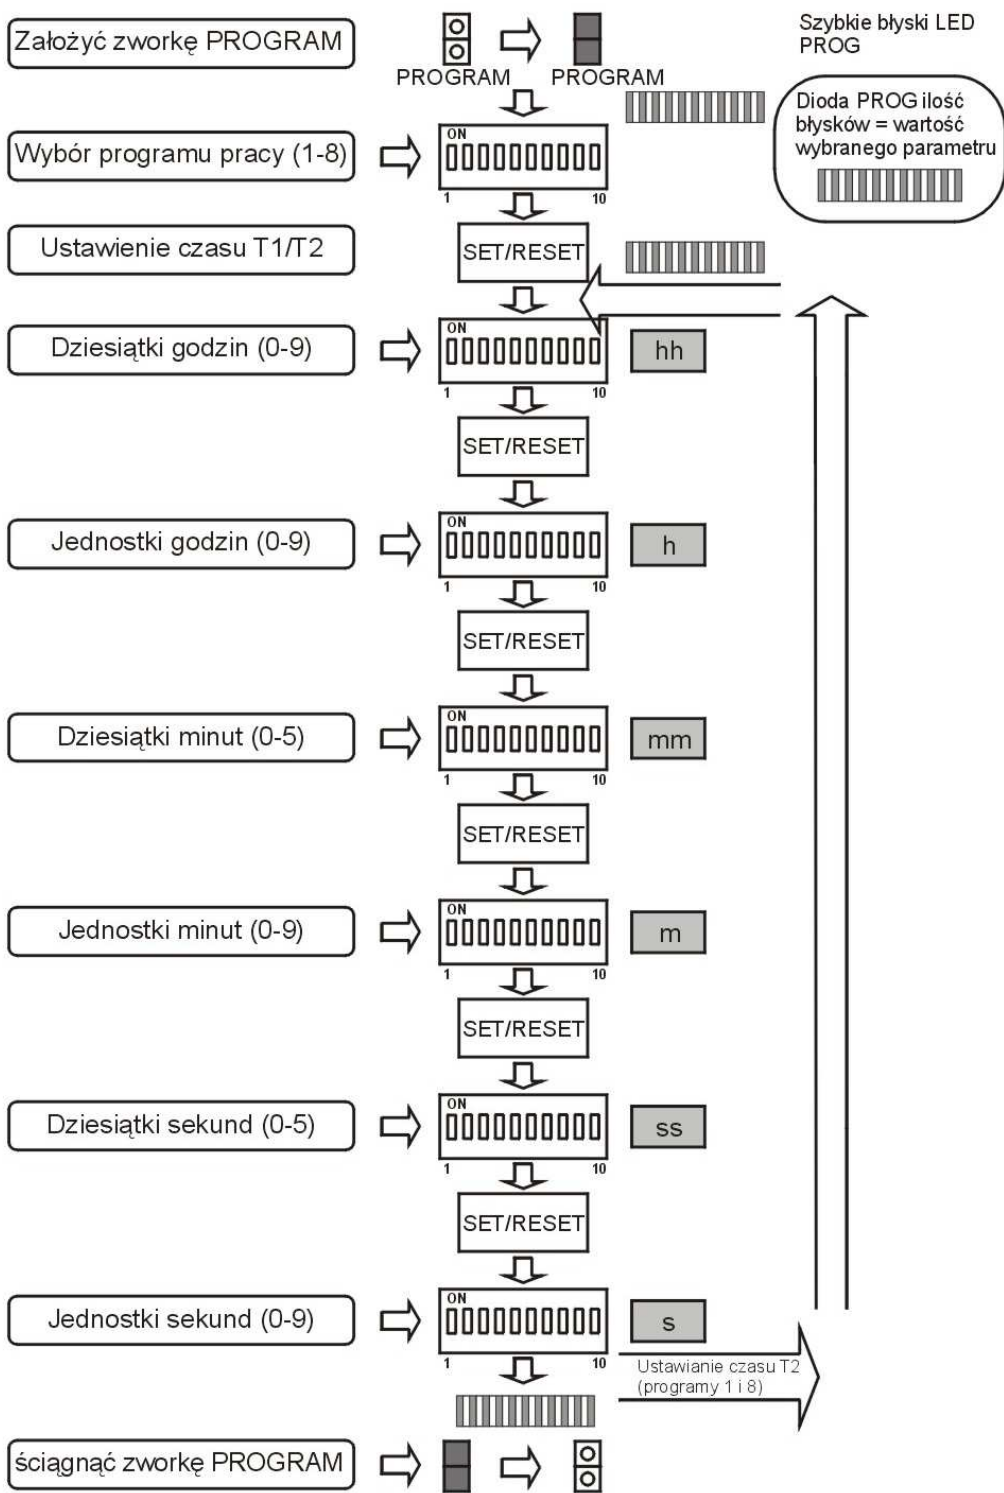 Założyć zworkę PROGRAM
PROGRAM
PROGRAM
Szybkie błyski LED
PROG
Dioda PROG ilość
błysków = wartość
wybranego parametru
Wybór programu pracy (1-8)
ON
1
10
Ustawienie czasu T1/T2
SET/RESET
Dziesiątki godzin (0-9)
ON
1
10
hh
SET/RESET
Jednostki godzin (0-9)
ON
1
10
h
SET/RESET
Dziesiątki minut (0-5)
ON
1
10
mm
SET/RESET
Jednostki minut (0-9)
ON
1
10
m
SET/RESET
Dziesiątki sekund (0-5)
ON
1
10
ss
SET/RESET
Jednostki sekund (0-9)
ON
1
10
s
Ustawianie czasu T2
(programy 1 i 8)
ściągnąć zworkę PROGRAM